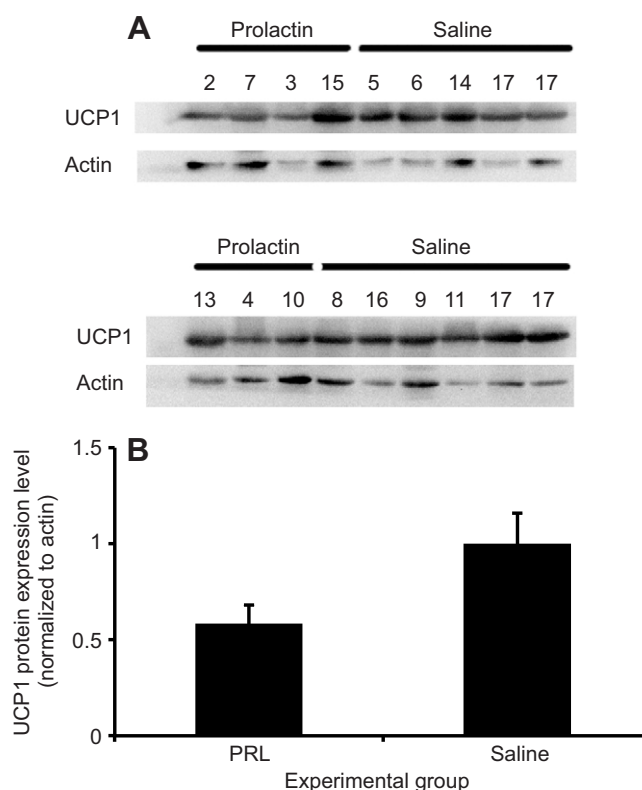 A
Prolactin Saline
2 7 3 15 5 6 14 17 17
UCP1
Actin
Prolactin Saline
13 4 10 8 16 9 11 17 17
UCP1
Actin
B
UCP1 protein expression level
(normalized to actin)
1.5
1
0.5
0
PRL Saline
Experimental group